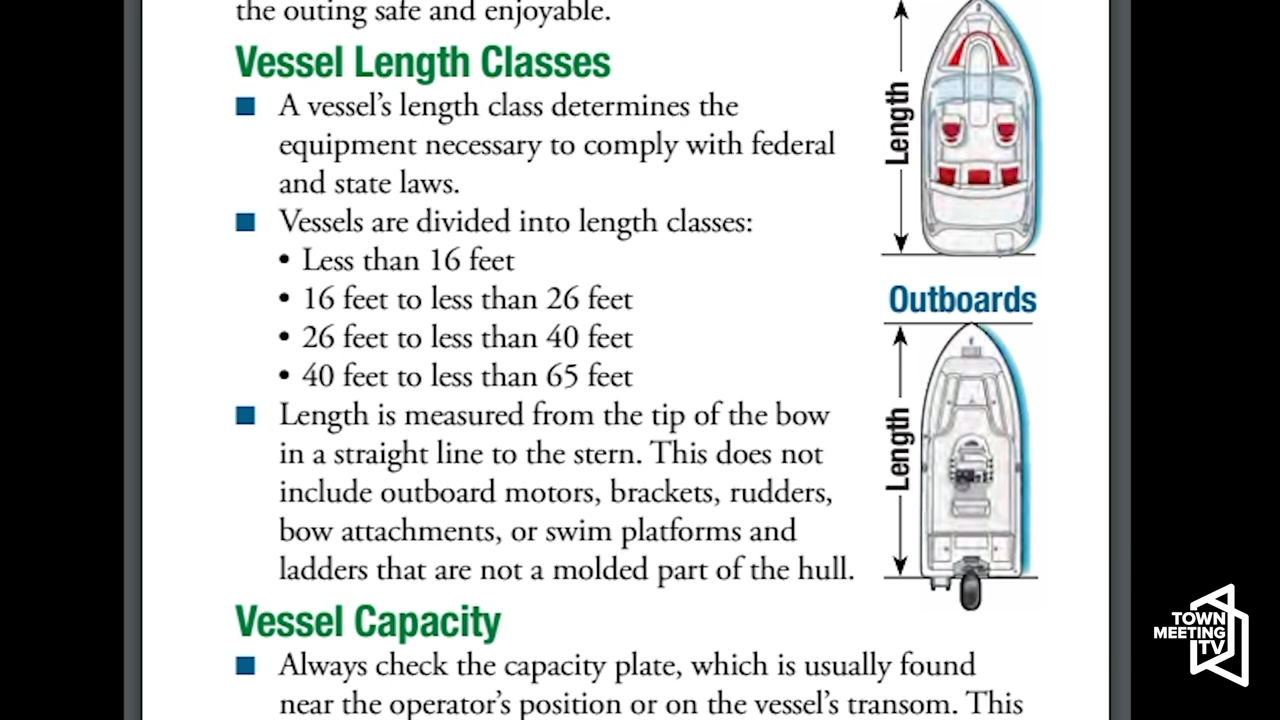 the outing safe and enjoyable.
Vessel Length Classes
■ A vessel’s length class determines the
equipment necessary to comply with federal
and state laws.
■ Vessels are divided into length classes:
• Less than 16 feet
• 16 feet to less than 26 feet
• 26 feet to less than 40 feet
• 40 feet to less than 65 feet
■ Length is measured from the tip of the bow
in a straight line to the stern. This does not
include outboard motors, brackets, rudders,
bow attachments, or swim platforms and
ladders that are not a molded part of the hull.
Vessel Capacity
■ Always check the capacity plate, which is usually found
near the operator’s position or on the vessel’s transom. This
Length
Outboards
Length
TOWN
MEETING
TV